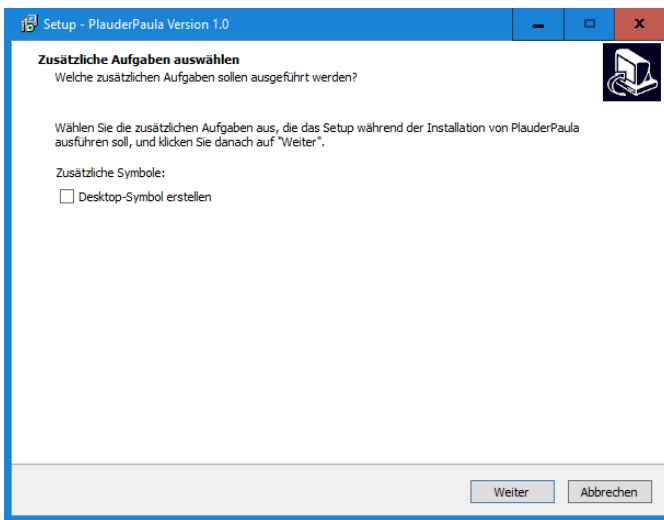 Setup - PlauderPaula Version 1.0
Zusätzliche Aufgaben auswählen
Welche zusätzlichen Aufgaben sollen ausgeführt werden?
Wählen Sie die zusätzlichen Aufgaben aus, die das Setup während der Installation von PlauderPaula
ausführen soll, und klicken Sie danach auf "Weiter".
Zusätzliche Symbole:
Desktop-Symbol erstellen
Weiter Abbrechen